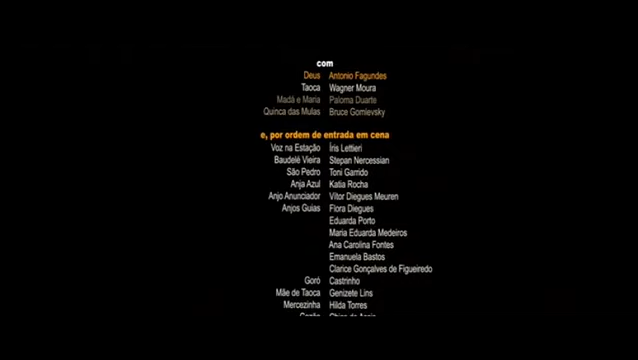 com
Deus Antonio Fagundes
Taoca Wagner Moura
Madá e Maria Paloma Duarte
Quinca das Mulas Bruce Gomlevsky
e, por ordem de entrada em cena
Voz na Estação Íris Lettieri
Baudelé Vieira Stepan Nercessian
São Pedro Toni Garrido
Anja Azul Katia Rocha
Anjo Anunciador Vítor Diegues Meuren
Anjos Guias Flora Diegues
Eduarda Porto
Maria Eduarda Medeiros
Ana Carolina Fontes
Emanuela Bastos
Clarice Gonçalves de Figueiredo
Goró Castrinho
Mãe de Taoca Genizete Lins
Mercezinha Hilda Torres